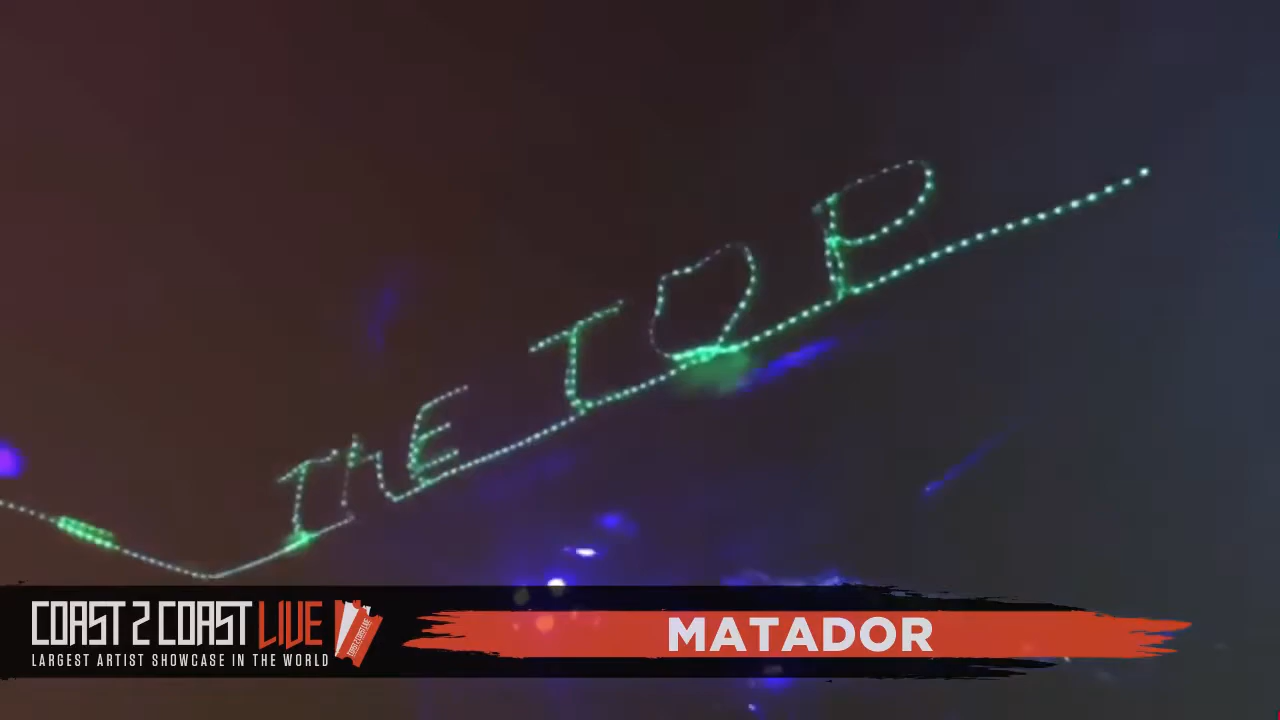 THE TOP
COAST 2 COAST LIVE
LARGEST ARTIST SHOWCASE IN THE WORLD
MATADOR